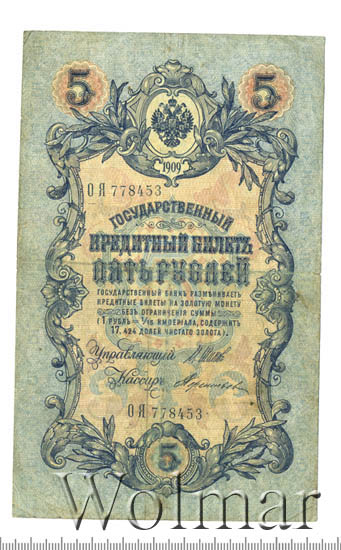 5 5
1909
ОЯ 778453
ГОСУДАРСТВЕННЫЙ
КРЕДИТНЫЙ БИЛЕТЪ
ПЯТЬ РУБЛЕЙ
ГОСУДАРСТВЕННЫЙ БАНКЪ РАЗМѢНИВАЕТЪ
КРЕДИТНЫЕ БИЛЕТЫ НА ЗОЛОТУЮ МОНЕТУ
БЕЗЪ ОГРАНИЧЕНІЯ СУММЫ
(1 РУБЛЬ = 1/15 ИМПЕРІАЛА, СОДЕРЖИТЪ
17,424 ДОЛЕЙ ЧИСТАГО ЗОЛОТА).
Управляющій
Кассиръ
ОЯ 778453
5
Wolmar